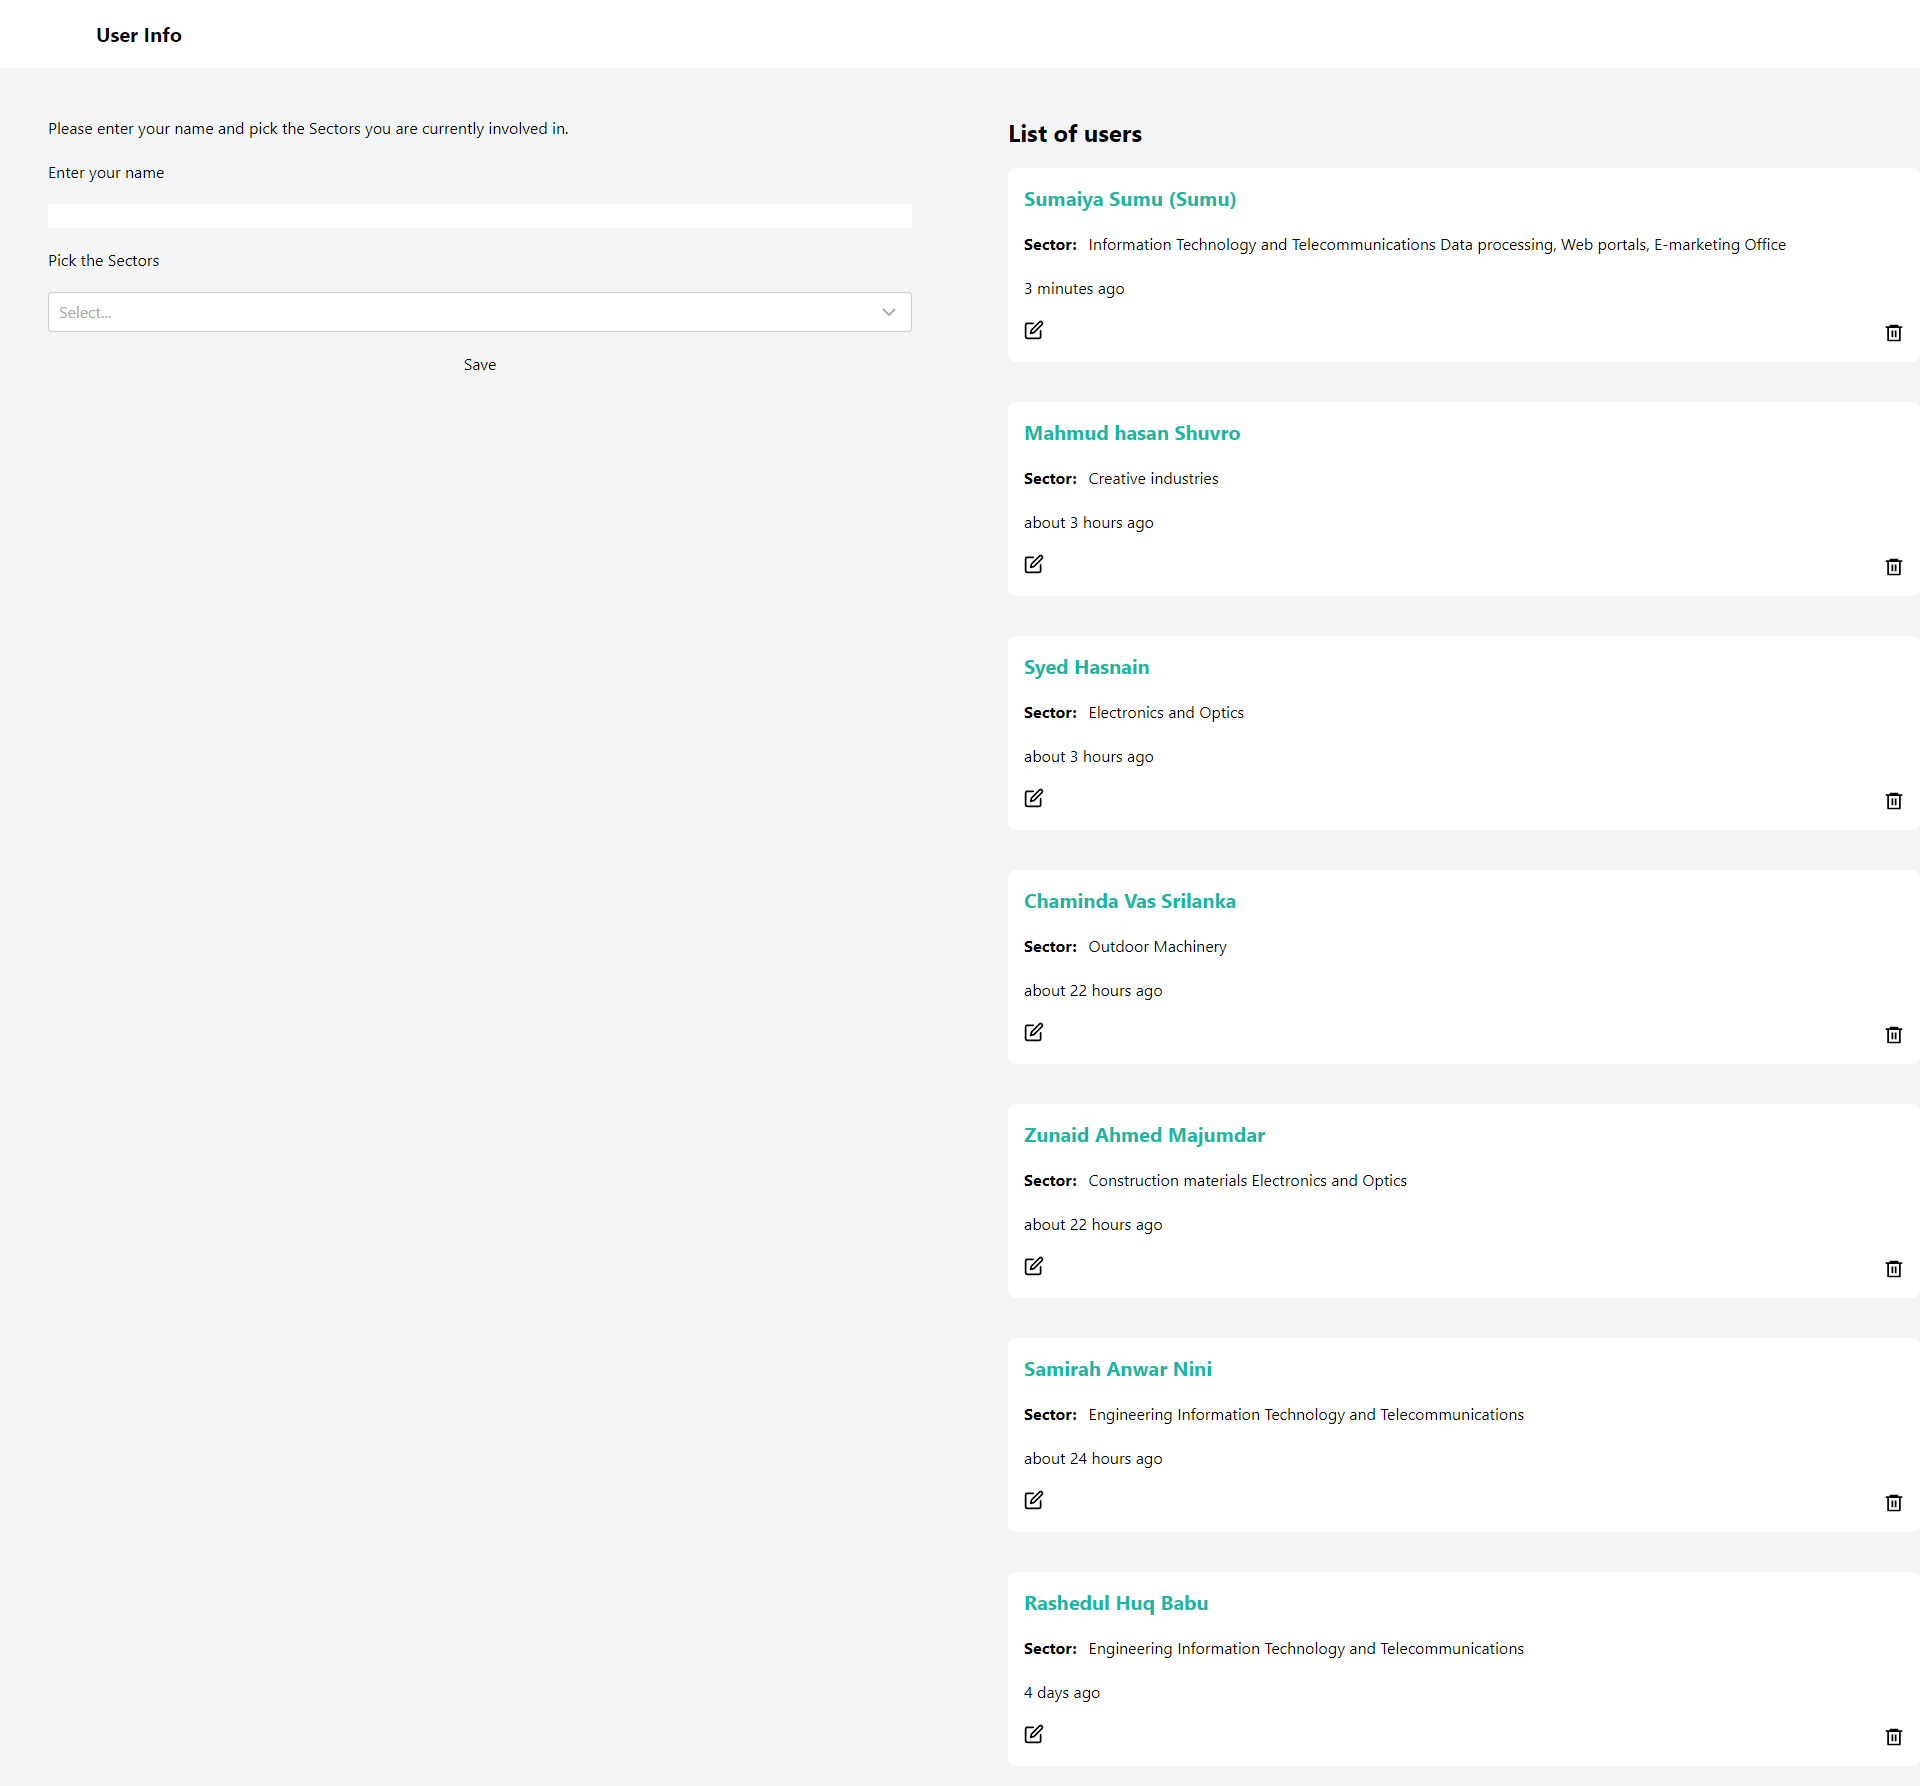 User Info
Please enter your name and pick the Sectors you are currently involved in.
Enter your name
Pick the Sectors
Select...
Save
List of users
Sumaiya Sumu (Sumu)
Sector: Information Technology and Telecommunications Data processing, Web portals, E-marketing Office
3 minutes ago
Mahmud hasan Shuvro
Sector: Creative industries
about 3 hours ago
Syed Hasnain
Sector: Electronics and Optics
about 3 hours ago
Chaminda Vas Srilanka
Sector: Outdoor Machinery
about 22 hours ago
Zunaid Ahmed Majumdar
Sector: Construction materials Electronics and Optics
about 22 hours ago
Samirah Anwar Nini
Sector: Engineering Information Technology and Telecommunications
about 24 hours ago
Rashedul Huq Babu
Sector: Engineering Information Technology and Telecommunications
4 days ago